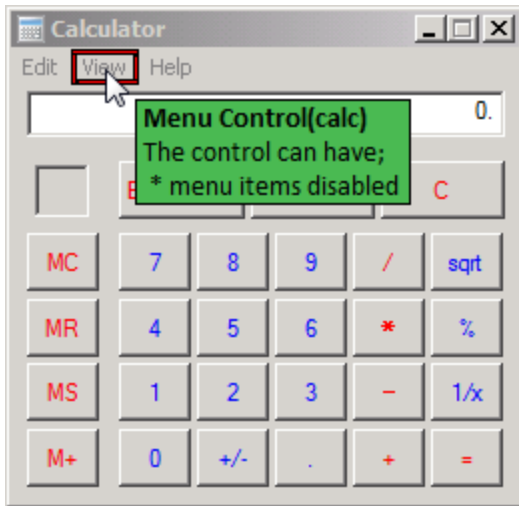 Calculator
Edit View Help
0.
Menu Control(calc)
The control can have;
* menu items disabled
C
MC 7 8 9 / sqrt
MR 4 5 6 * %
MS 1 2 3 - 1/x
M+ 0 +/- . + =